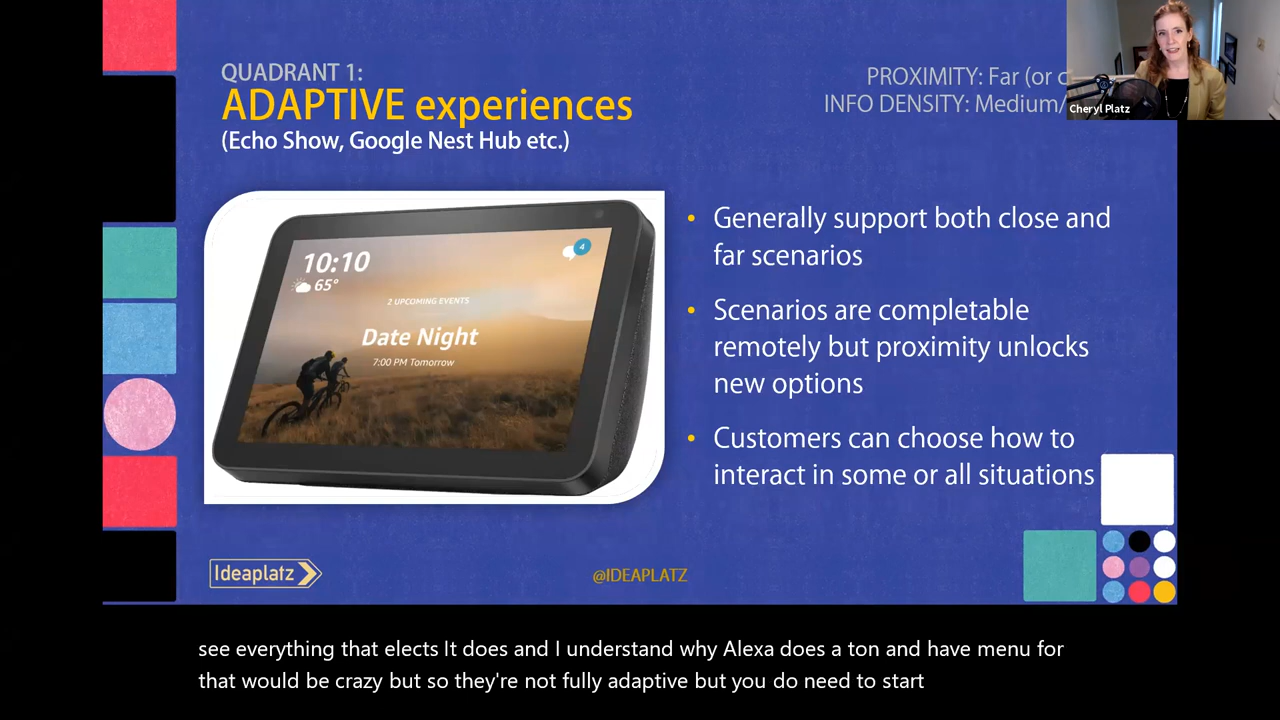 QUADRANT 1:
ADAPTIVE experiences
(Echo Show, Google Nest Hub etc.)
PROXIMITY: Far (or c
INFO DENSITY: Medium/
Cheryl Platz
10:10
65°
4
2 UPCOMING EVENTS
Date Night
7:00 PM Tomorrow
• Generally support both close and
far scenarios
• Scenarios are completable
remotely but proximity unlocks
new options
• Customers can choose how to
interact in some or all situations
Ideaplatz
@IDEAPLATZ
see everything that elects It does and I understand why Alexa does a ton and have menu for
that would be crazy but so they're not fully adaptive but you do need to start